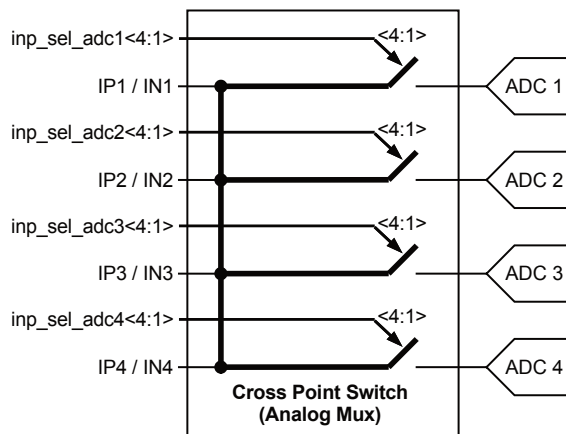 inp_sel_adc1<4:1>
<4:1>
IP1 / IN1
ADC 1
inp_sel_adc2<4:1>
<4:1>
IP2 / IN2
ADC 2
inp_sel_adc3<4:1>
<4:1>
IP3 / IN3
ADC 3
inp_sel_adc4<4:1>
<4:1>
IP4 / IN4
ADC 4
Cross Point Switch
(Analog Mux)